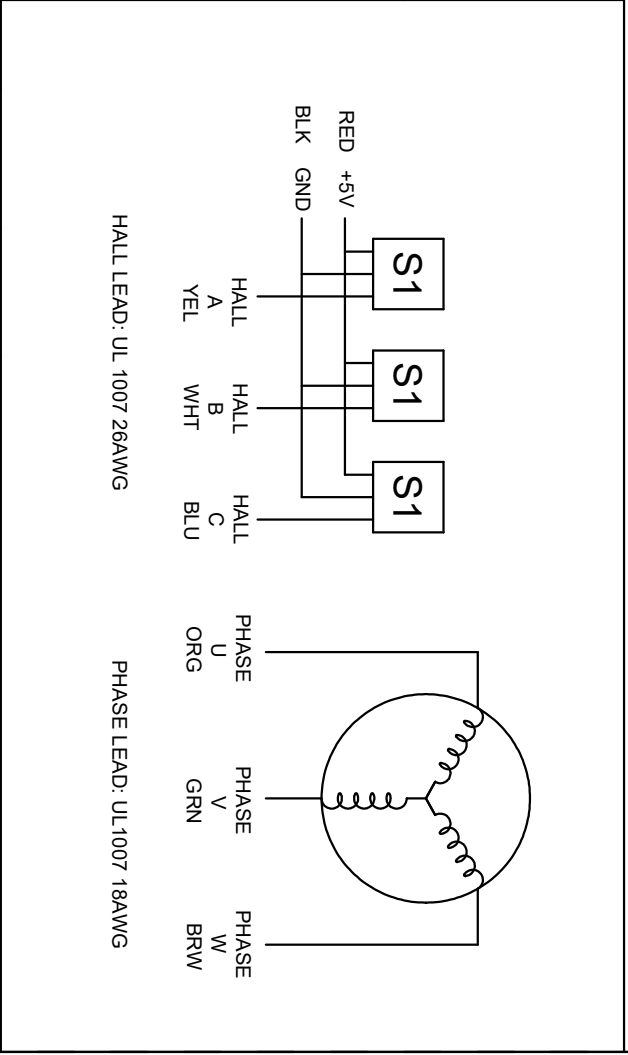 S1
S1
S1
RED +5V
BLK GND
HALL
A
YEL
HALL
B
WHT
HALL
C
BLU
HALL LEAD: UL 1007 26AWG
PHASE
U
ORG
PHASE
V
GRN
PHASE
W
BRW
PHASE LEAD: UL1007 18AWG